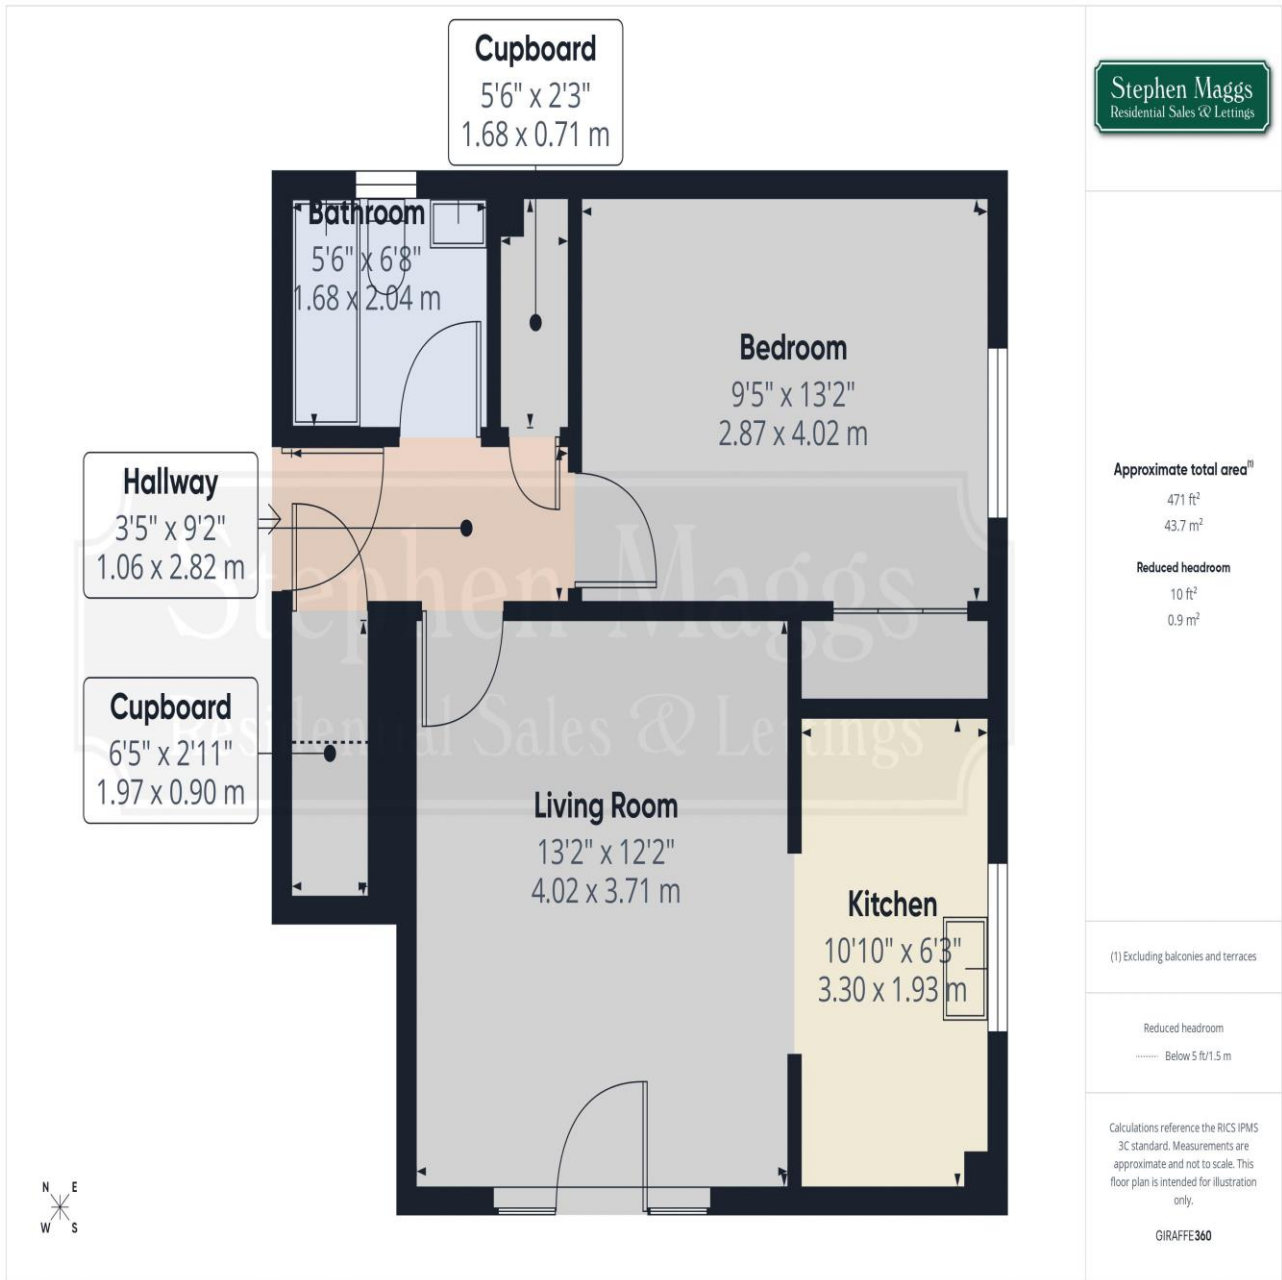 Cupboard
5'6" x 2'3"
1.68 x 0.71 m
Stephen Maggs
Residential Sales & Lettings
Bathroom
5'6" x 6'8"
1.68 x 2.04 m
Bedroom
9'5" x 13'2"
2.87 x 4.02 m
Hallway
3'5" x 9'2"
1.06 x 2.82 m
Stephen Maggs
Residential Sales & Lettings
Cupboard
6'5" x 2'11"
1.97 x 0.90 m
Living Room
13'2" x 12'2"
4.02 x 3.71 m
Kitchen
10'10" x 6'3"
3.30 x 1.93 m
N E
W S
Approximate total area(1)
471 ft²
43.7 m²
Reduced headroom
10 ft²
0.9 m²
(1) Excluding balconies and terraces
Reduced headroom
Below 5 ft/1.5 m
Calculations reference the RICS IPMS
3C standard. Measurements are
approximate and not to scale. This
floor plan is intended for illustration
only.
GIRAFFE360